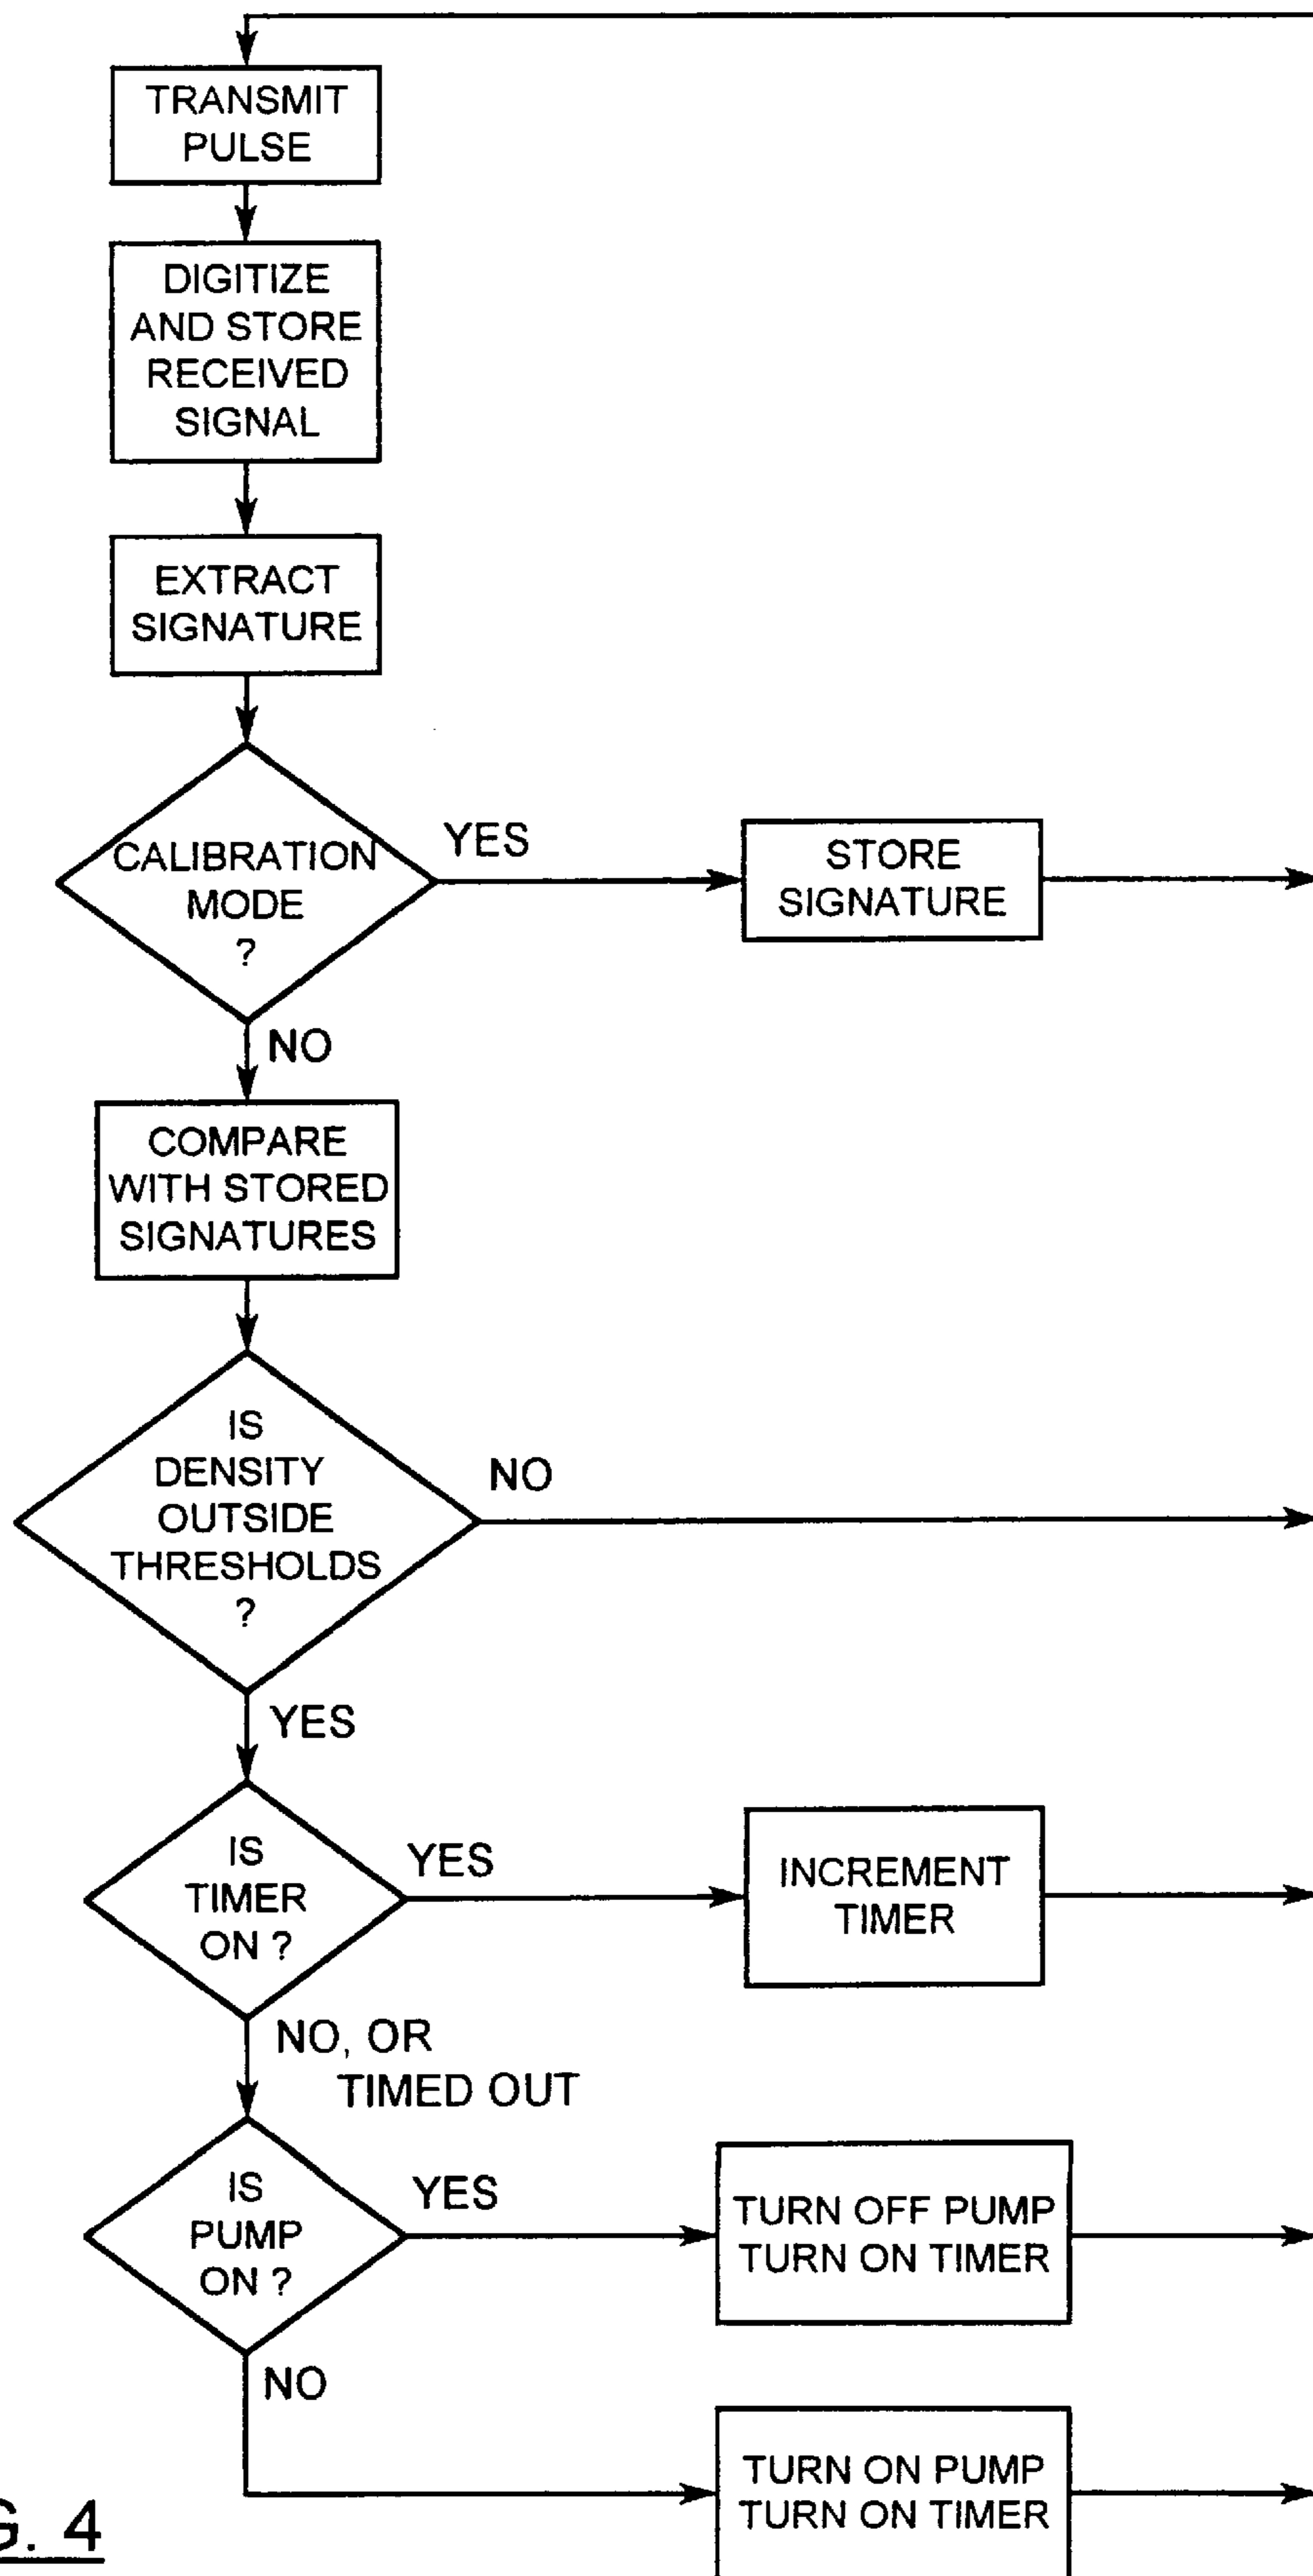 TRANSMIT
PULSE
DIGITIZE
AND STORE
RECEIVED
SIGNAL
EXTRACT
SIGNATURE
CALIBRATION
MODE
?
YES
STORE
SIGNATURE
NO
COMPARE
WITH STORED
SIGNATURES
IS
DENSITY
OUTSIDE
THRESHOLDS
?
NO
YES
IS
TIMER
ON ?
YES
INCREMENT
TIMER
NO, OR
TIMED OUT
IS
PUMP
ON ?
YES
TURN OFF PUMP
TURN ON TIMER
NO
TURN ON PUMP
TURN ON TIMER
G. 4